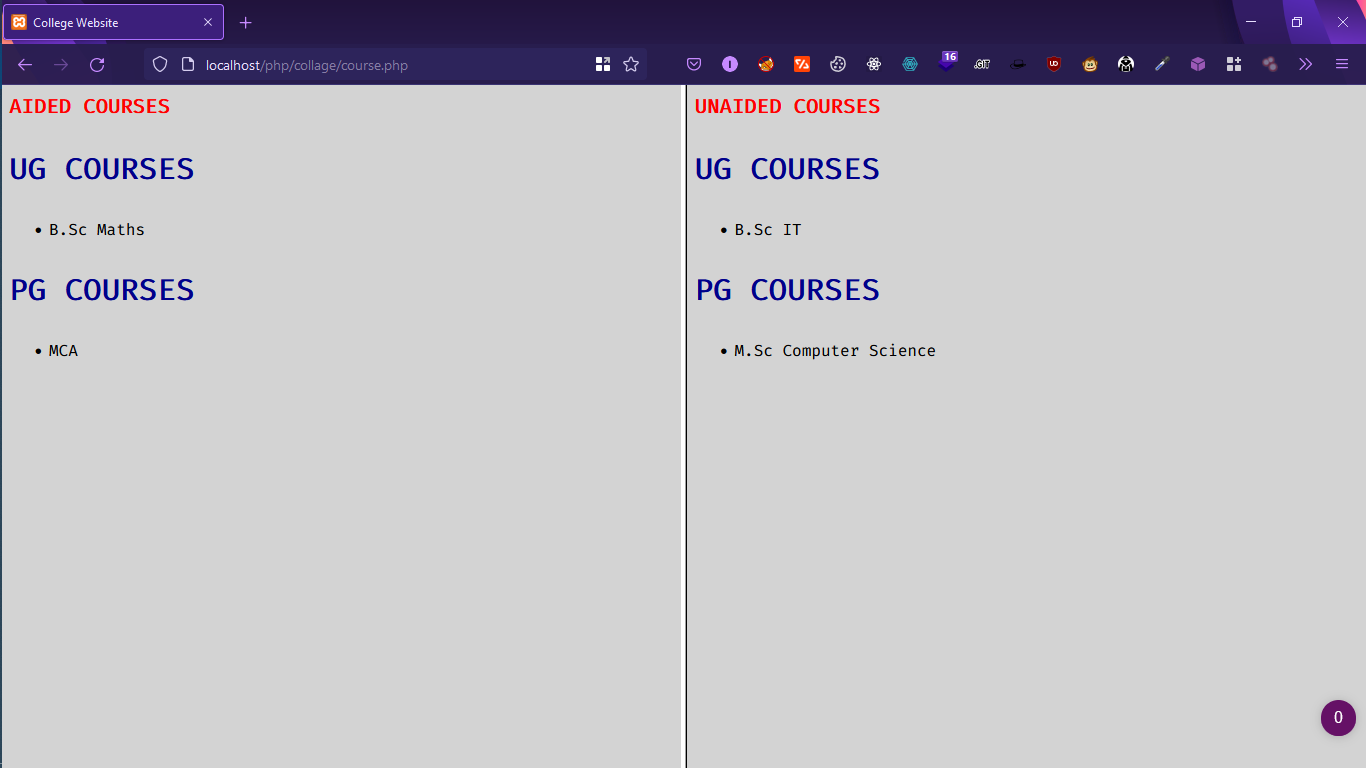 College Website
localhost/php/collage/course.php
16
GIT
AIDED COURSES
UG COURSES
• B.Sc Maths
PG COURSES
• MCA
UNAIDED COURSES
UG COURSES
• B.Sc IT
PG COURSES
• M.Sc Computer Science
0